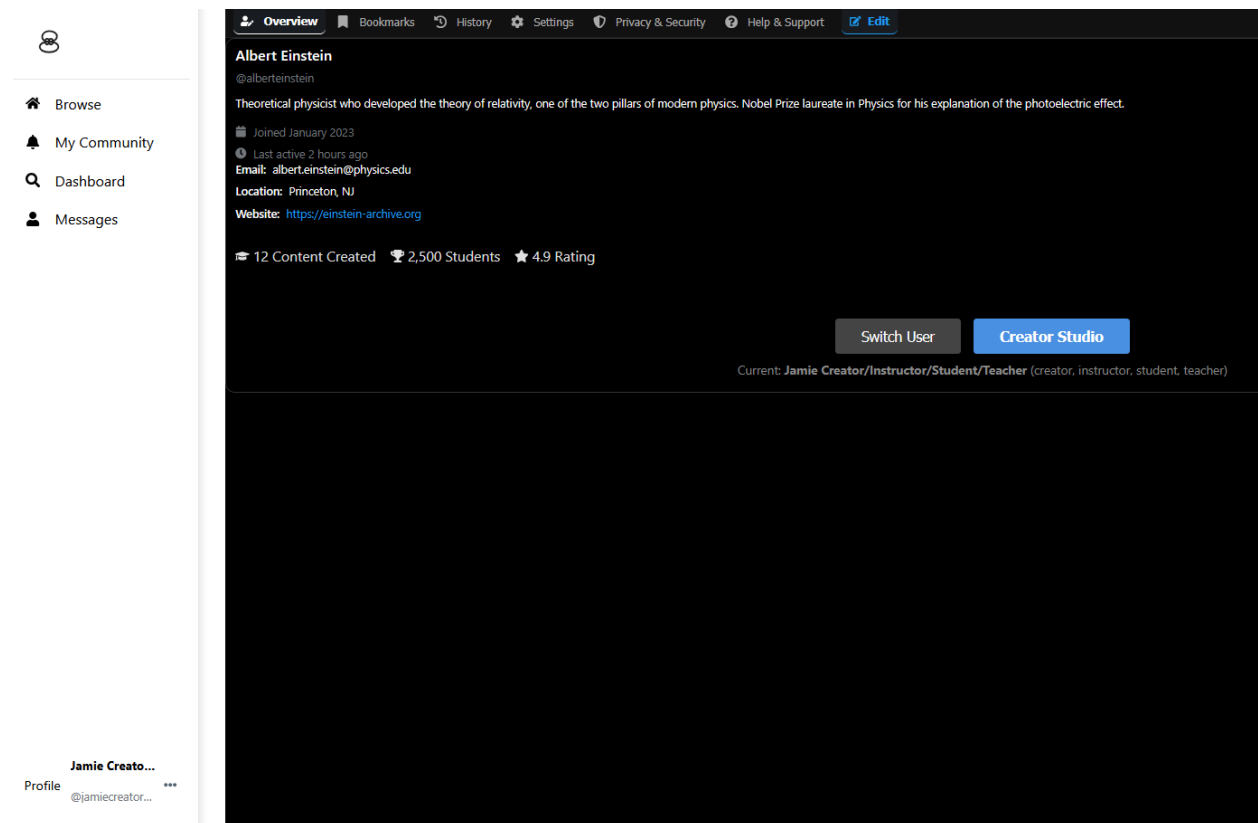 Browse
My Community
Dashboard
Messages
Profile
Jamie Creato...
@jamiecreator...
Overview Bookmarks History Settings Privacy & Security Help & Support Edit
Albert Einstein
@alberteinstein
Theoretical physicist who developed the theory of relativity, one of the two pillars of modern physics. Nobel Prize laureate in Physics for his explanation of the photoelectric effect.
Joined January 2023
Last active 2 hours ago
Email: albert.einstein@physics.edu
Location: Princeton, NJ
Website: https://einstein-archive.org
12 Content Created 2,500 Students 4.9 Rating
Switch User Creator Studio
Current: Jamie Creator/Instructor/Student/Teacher (creator, instructor, student, teacher)